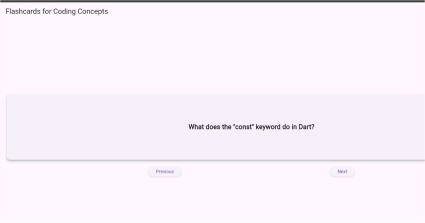 Flashcards for Coding Concepts
What does the "const" keyword do in Dart?
Previous
Next